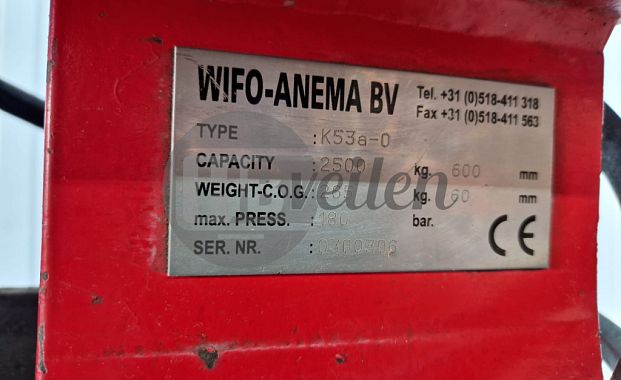 WIFO-ANEMA BV
Tel. +31 (0)518-411 318
Fax +31 (0)518-411 563
TYPE :K53a-0
CAPACITY :2500 kg. 600 mm
WEIGHT-C.O.G.: kg. 60 mm
max. PRESS. :180 bar.
SER. NR. :
CE
veilen